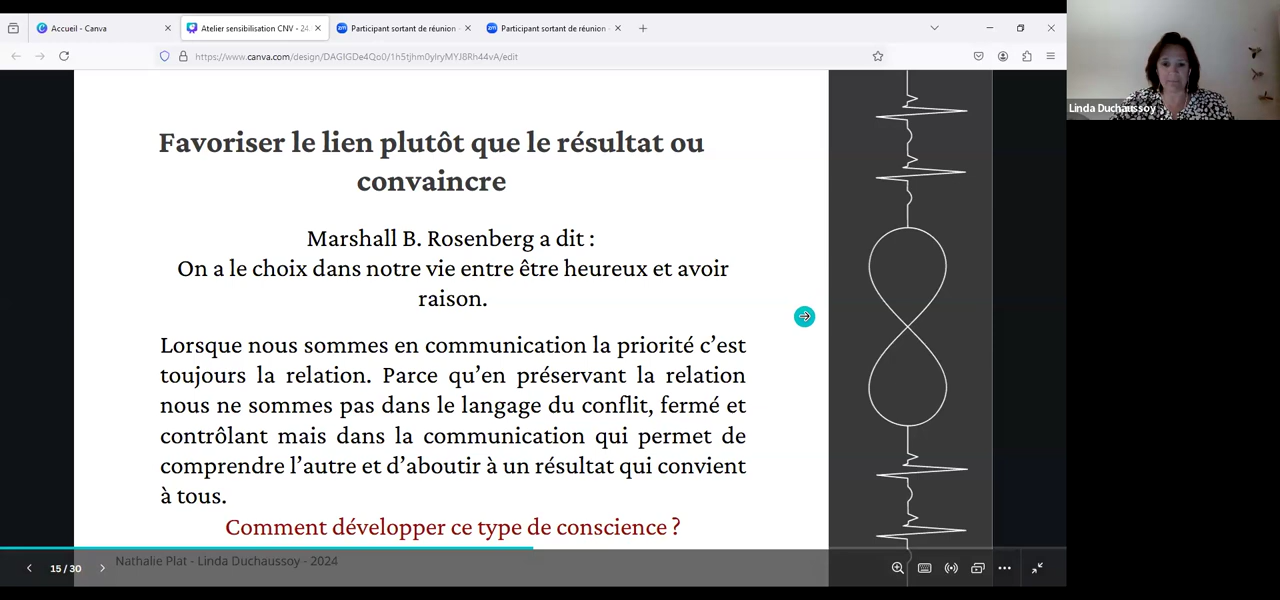 Accueil - Canva
Atelier sensibilisation CNV - 24.
Participant sortant de réunion -
Participant sortant de réunion -
https://www.canva.com/design/DAGIGDe4Qo0/1h5tjhm0ylryMYJ8Rh44vA/edit
Linda Duchaussoy
Favoriser le lien plutôt que le résultat ou
convaincre
Marshall B. Rosenberg a dit :
On a le choix dans notre vie entre être heureux et avoir
raison.
Lorsque nous sommes en communication la priorité c’est
toujours la relation. Parce qu’en préservant la relation
nous ne sommes pas dans le langage du conflit, fermé et
contrôlant mais dans la communication qui permet de
comprendre l’autre et d’aboutir à un résultat qui convient
à tous.
Comment développer ce type de conscience ?
Nathalie Plat - Linda Duchaussoy - 2024
15 / 30